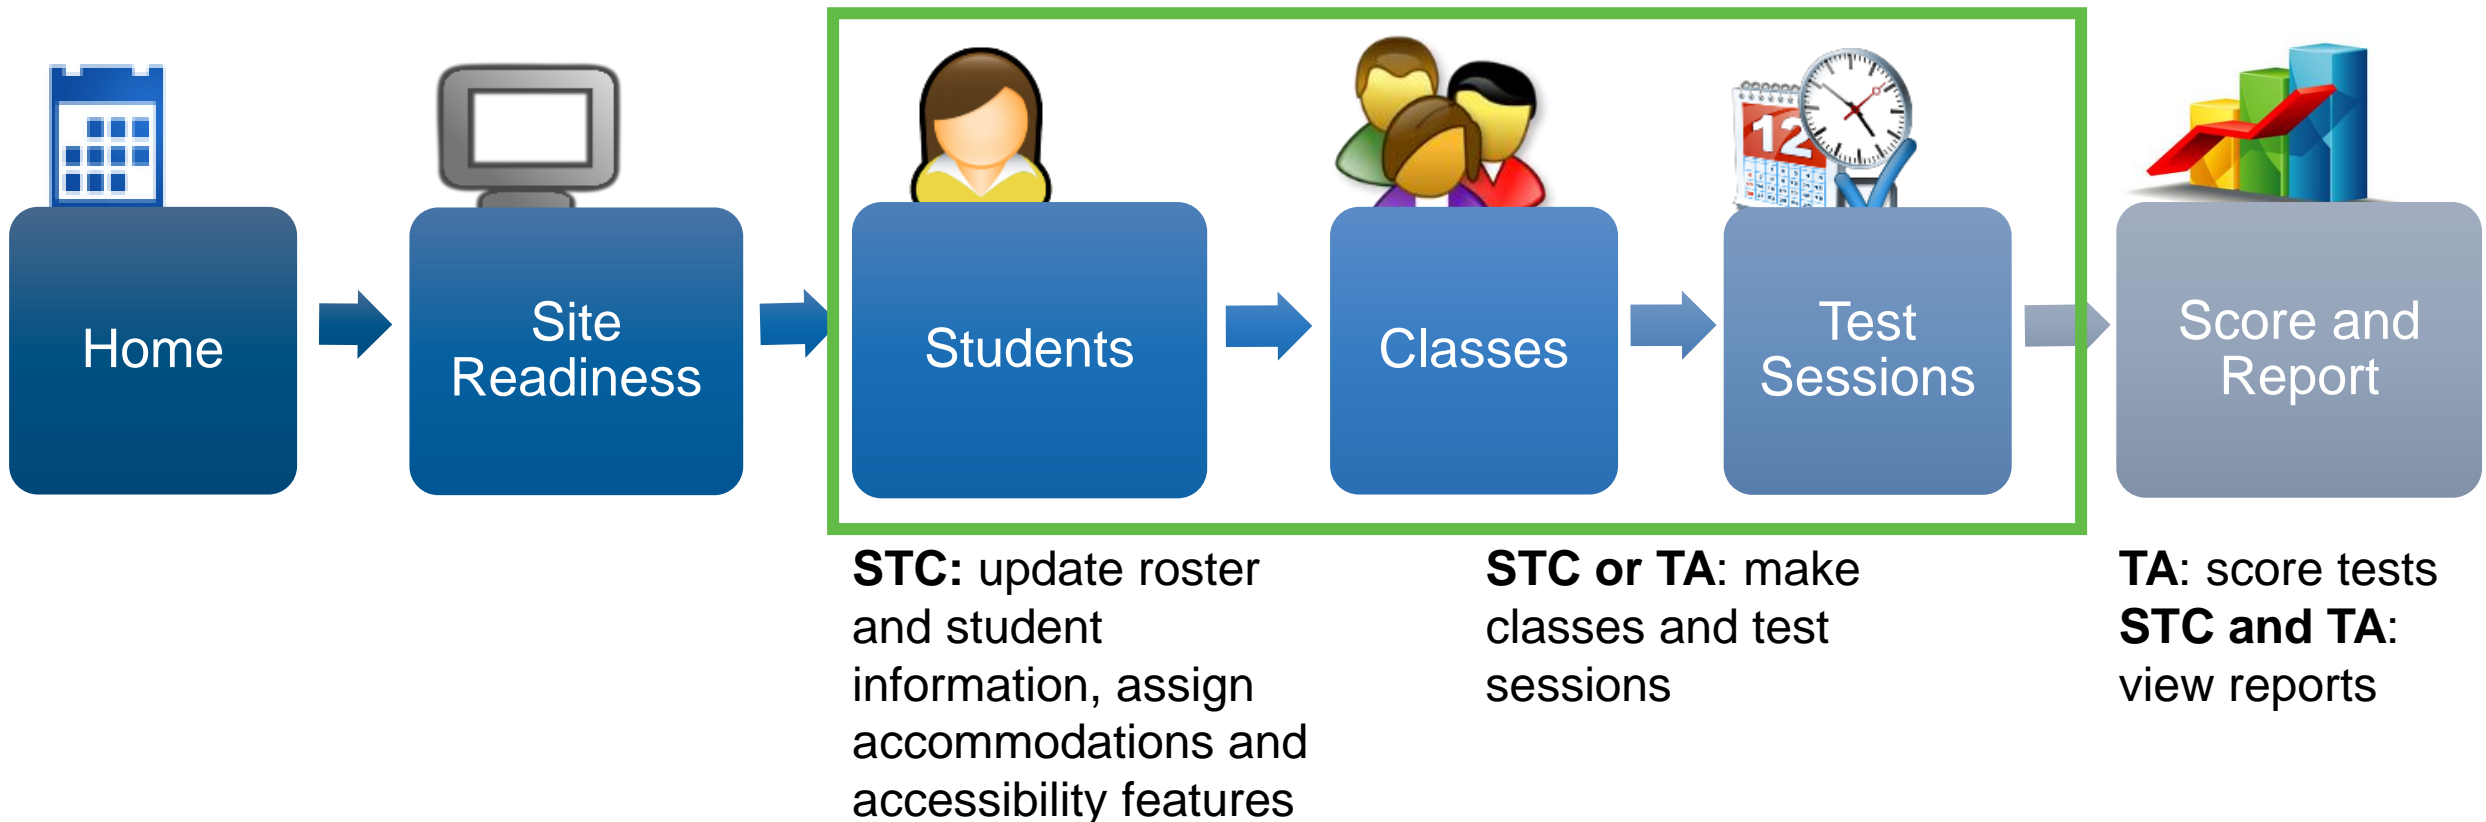 12
Home
Site
Readiness
Students
Classes
Test
Sessions
Score and
Report
STC: update roster
and student
information, assign
accommodations and
accessibility features
STC or TA: make
classes and test
sessions
TA: score tests
STC and TA:
view reports